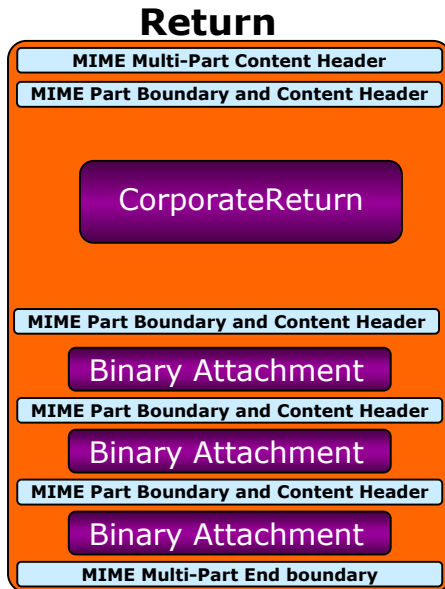 Return
MIME Multi-Part Content Header
MIME Part Boundary and Content Header
CorporateReturn
MIME Part Boundary and Content Header
Binary Attachment
MIME Part Boundary and Content Header
Binary Attachment
MIME Part Boundary and Content Header
Binary Attachment
MIME Multi-Part End boundary